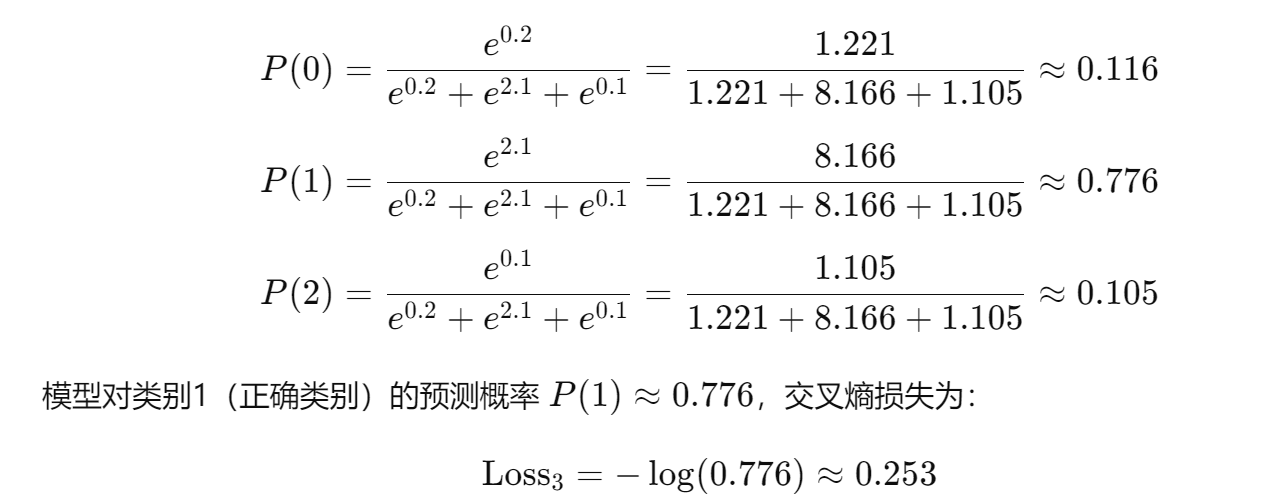 P(0) = \frac{e^{0.2}}{e^{0.2} + e^{2.1} + e^{0.1}} = \frac{1.221}{1.221 + 8.166 + 1.105} ≈ 0.116
P(1) = \frac{e^{2.1}}{e^{0.2} + e^{2.1} + e^{0.1}} = \frac{8.166}{1.221 + 8.166 + 1.105} ≈ 0.776
P(2) = \frac{e^{0.1}}{e^{0.2} + e^{2.1} + e^{0.1}} = \frac{1.105}{1.221 + 8.166 + 1.105} ≈ 0.105
模型对类别1（正确类别）的预测概率 P(1) ≈ 0.776，交叉熵损失为：
Loss_3 = − log(0.776) ≈ 0.253